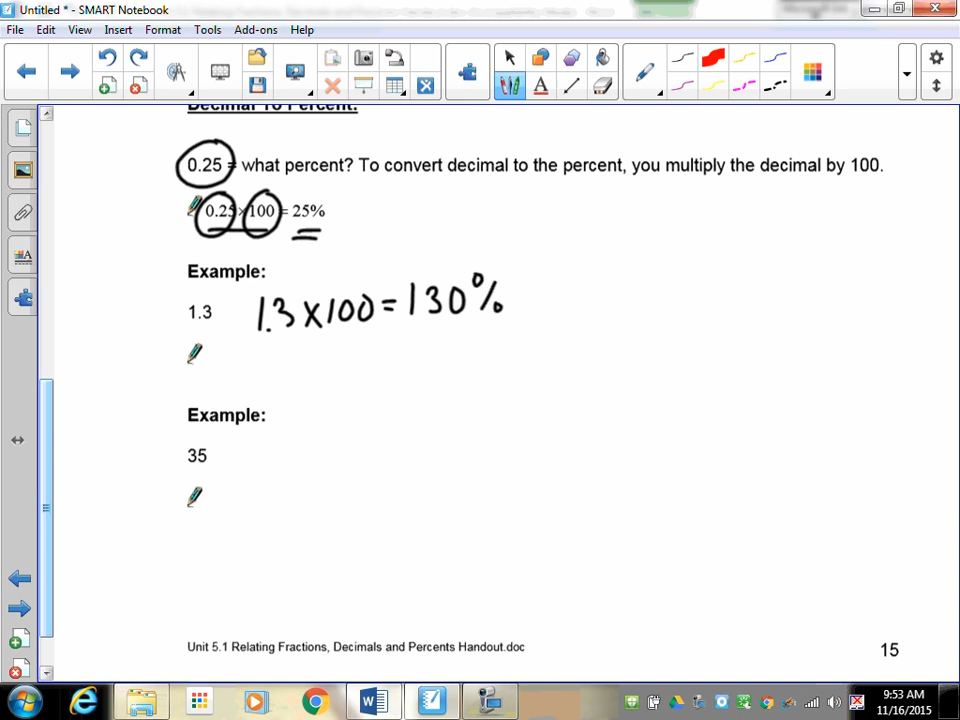 Untitled * - SMART Notebook
File Edit View Insert Format Tools Add-ons Help
Decimal To Percent:
0.25 = what percent? To convert decimal to the percent, you multiply the decimal by 100.
0.25 × 100 = 25%
Example:
1.3 1.3 x 100 = 130%
Example:
35
Unit 5.1 Relating Fractions, Decimals and Percents Handout.doc 15
9:53 AM
11/16/2015